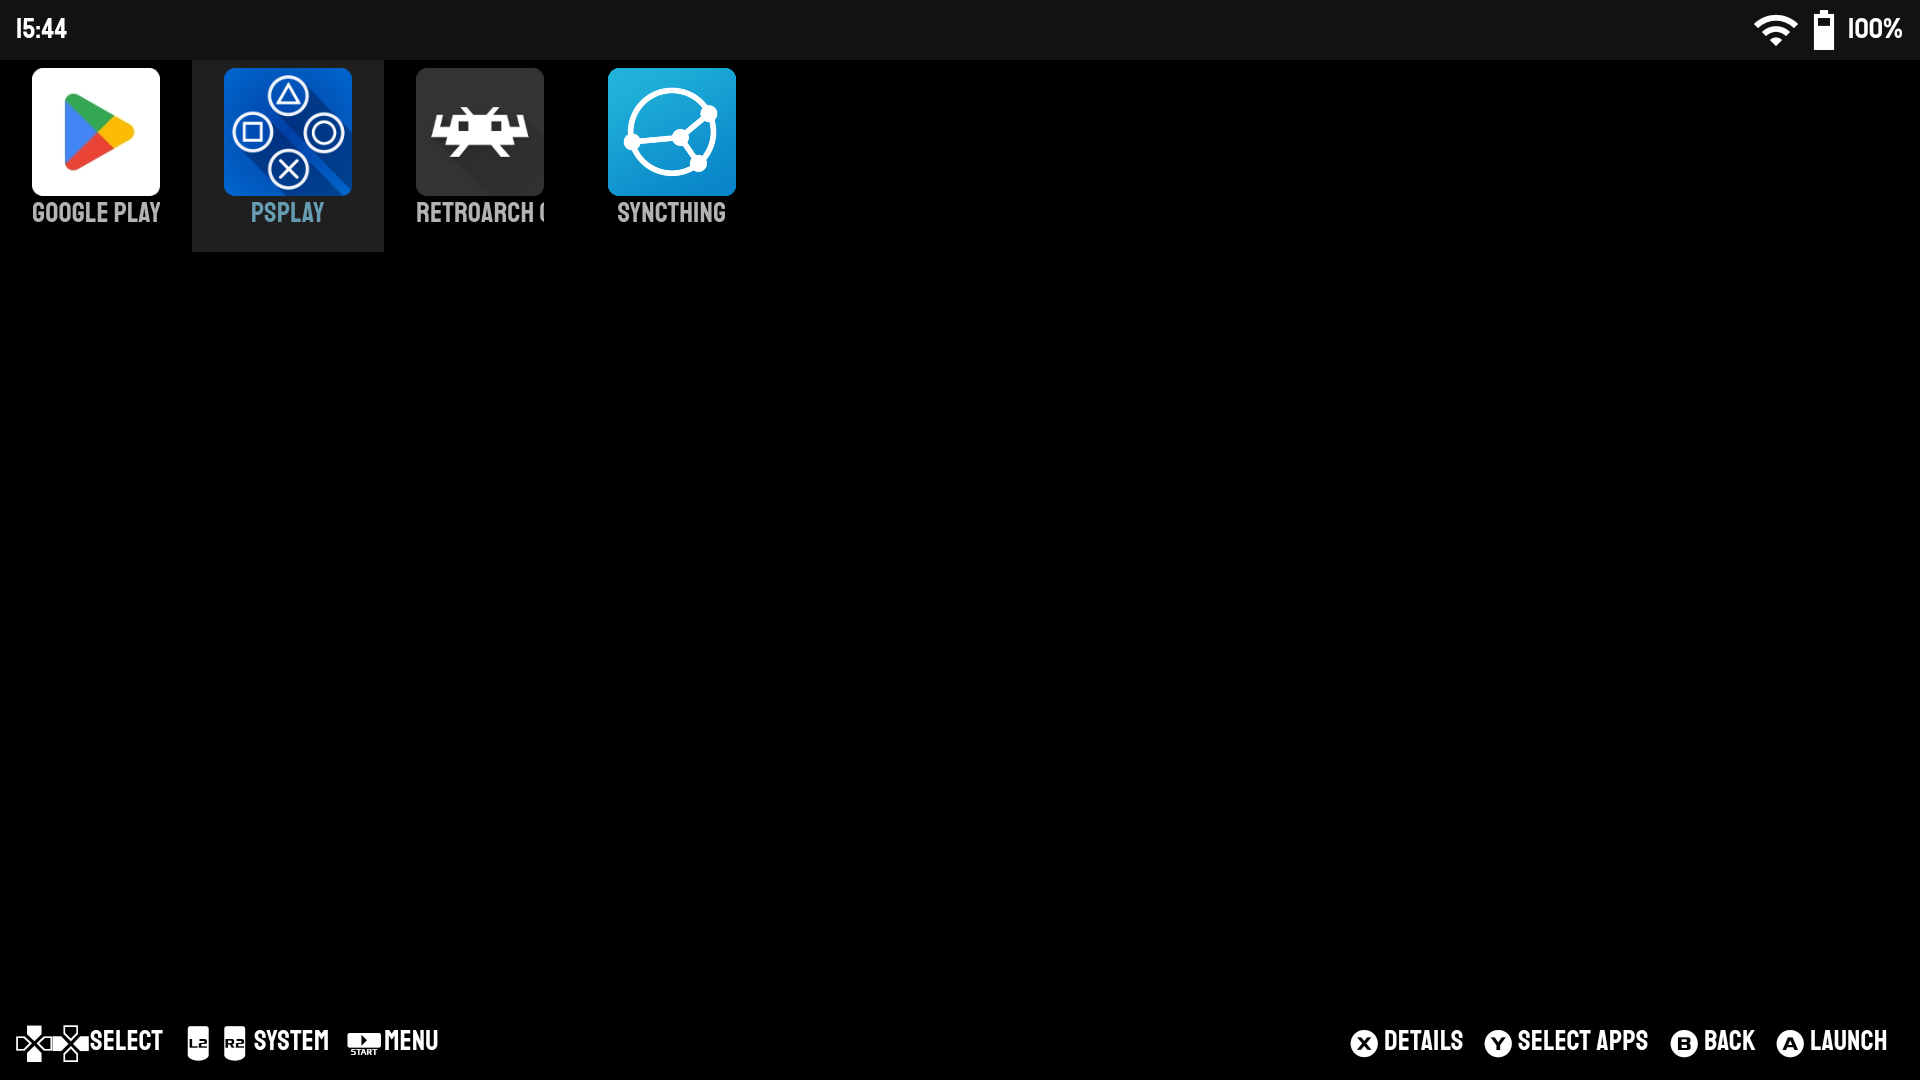 15:44
100%
GOOGLE PLAY
PSPLAY
RETROARCH
SYNCTHING
SELECT
L2 R2 SYSTEM
START MENU
X DETAILS
Y SELECT APPS
B BACK
A LAUNCH